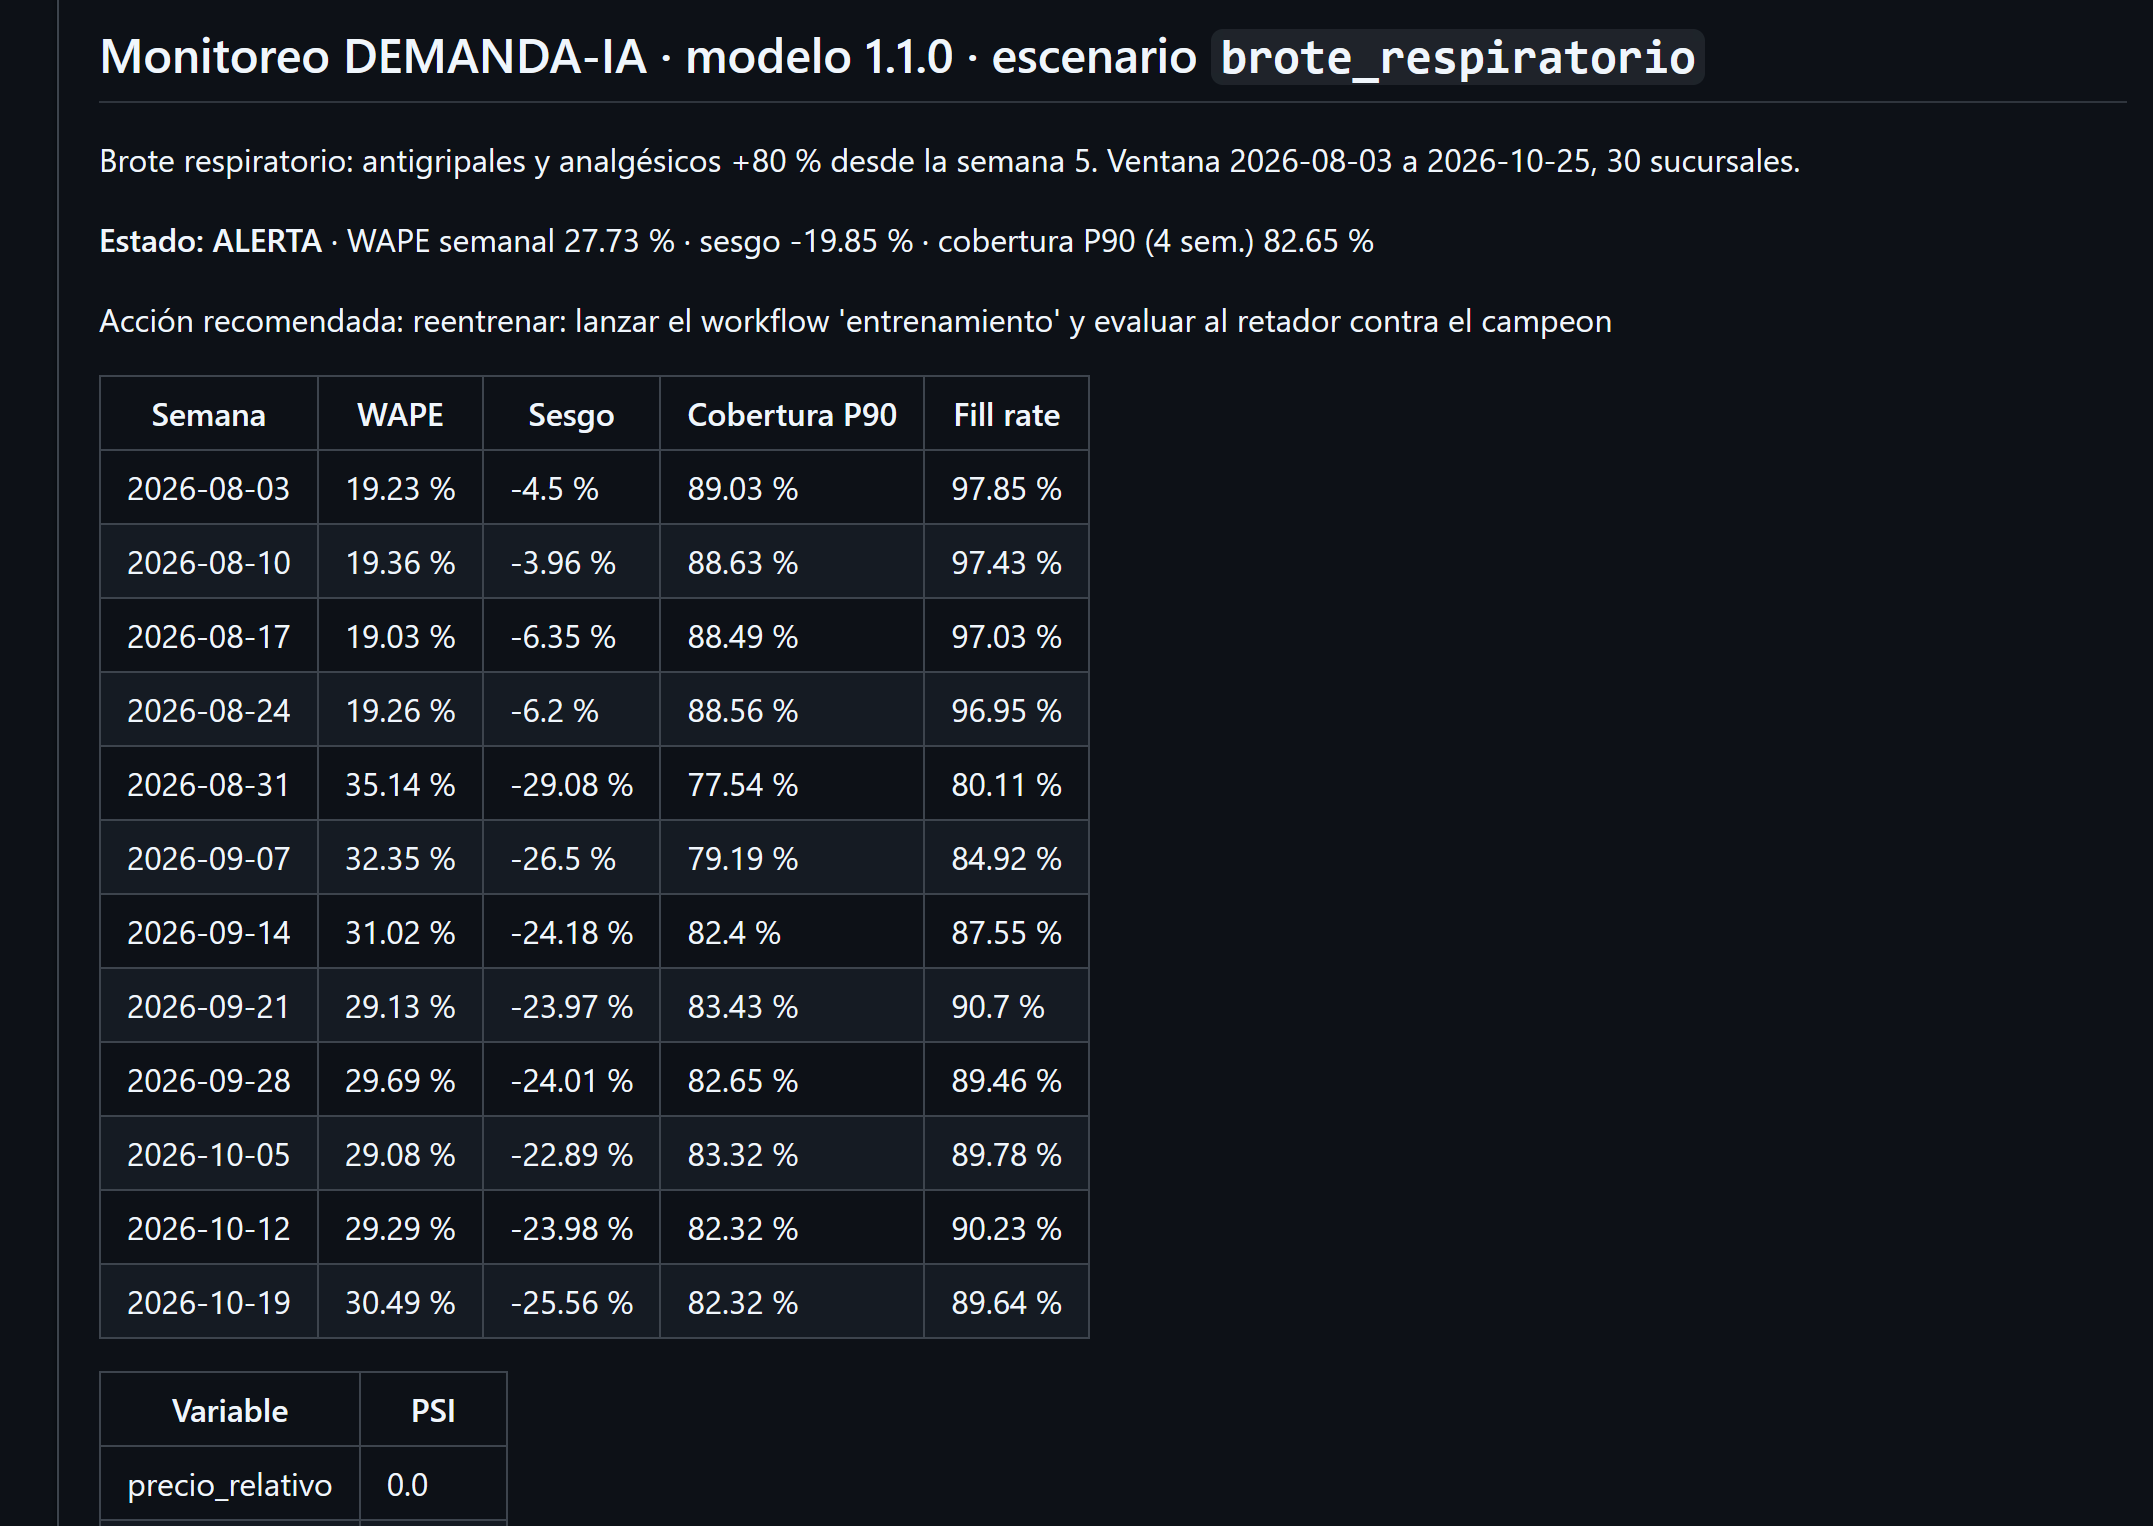 Monitoreo DEMANDA-IA · modelo 1.1.0 · escenario brote_respiratorio
Brote respiratorio: antigripales y analgésicos +80 % desde la semana 5. Ventana 2026-08-03 a 2026-10-25, 30 sucursales.
Estado: ALERTA · WAPE semanal 27.73 % · sesgo -19.85 % · cobertura P90 (4 sem.) 82.65 %
Acción recomendada: reentrenar: lanzar el workflow 'entrenamiento' y evaluar al retador contra el campeon
Semana WAPE Sesgo Cobertura P90 Fill rate
2026-08-03 19.23 % -4.5 % 89.03 % 97.85 %
2026-08-10 19.36 % -3.96 % 88.63 % 97.43 %
2026-08-17 19.03 % -6.35 % 88.49 % 97.03 %
2026-08-24 19.26 % -6.2 % 88.56 % 96.95 %
2026-08-31 35.14 % -29.08 % 77.54 % 80.11 %
2026-09-07 32.35 % -26.5 % 79.19 % 84.92 %
2026-09-14 31.02 % -24.18 % 82.4 % 87.55 %
2026-09-21 29.13 % -23.97 % 83.43 % 90.7 %
2026-09-28 29.69 % -24.01 % 82.65 % 89.46 %
2026-10-05 29.08 % -22.89 % 83.32 % 89.78 %
2026-10-12 29.29 % -23.98 % 82.32 % 90.23 %
2026-10-19 30.49 % -25.56 % 82.32 % 89.64 %
Variable PSI
precio_relativo 0.0